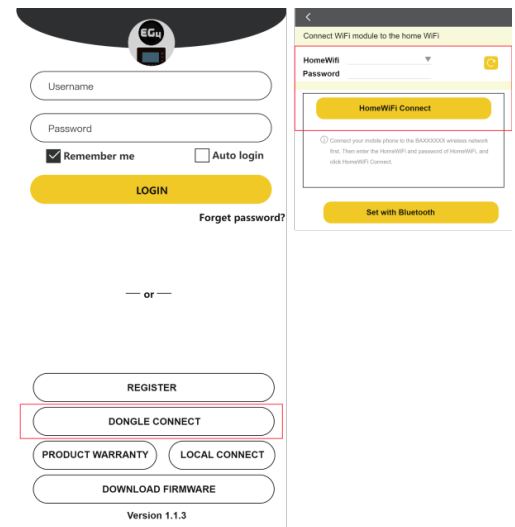 EG4
Username
Password
Remember me
Auto login
LOGIN
Forget password?
or
REGISTER
DONGLE CONNECT
PRODUCT WARRANTY
LOCAL CONNECT
DOWNLOAD FIRMWARE
Version 1.1.3
Connect WiFi module to the home WiFi
HomeWifi
Password
HomeWiFi Connect
Connect your mobile phone to the BAXXXXXX wireless network
first. Then enter the HomeWiFi and password of HomeWiFi, and
click HomeWiFi Connect.
Set with Bluetooth